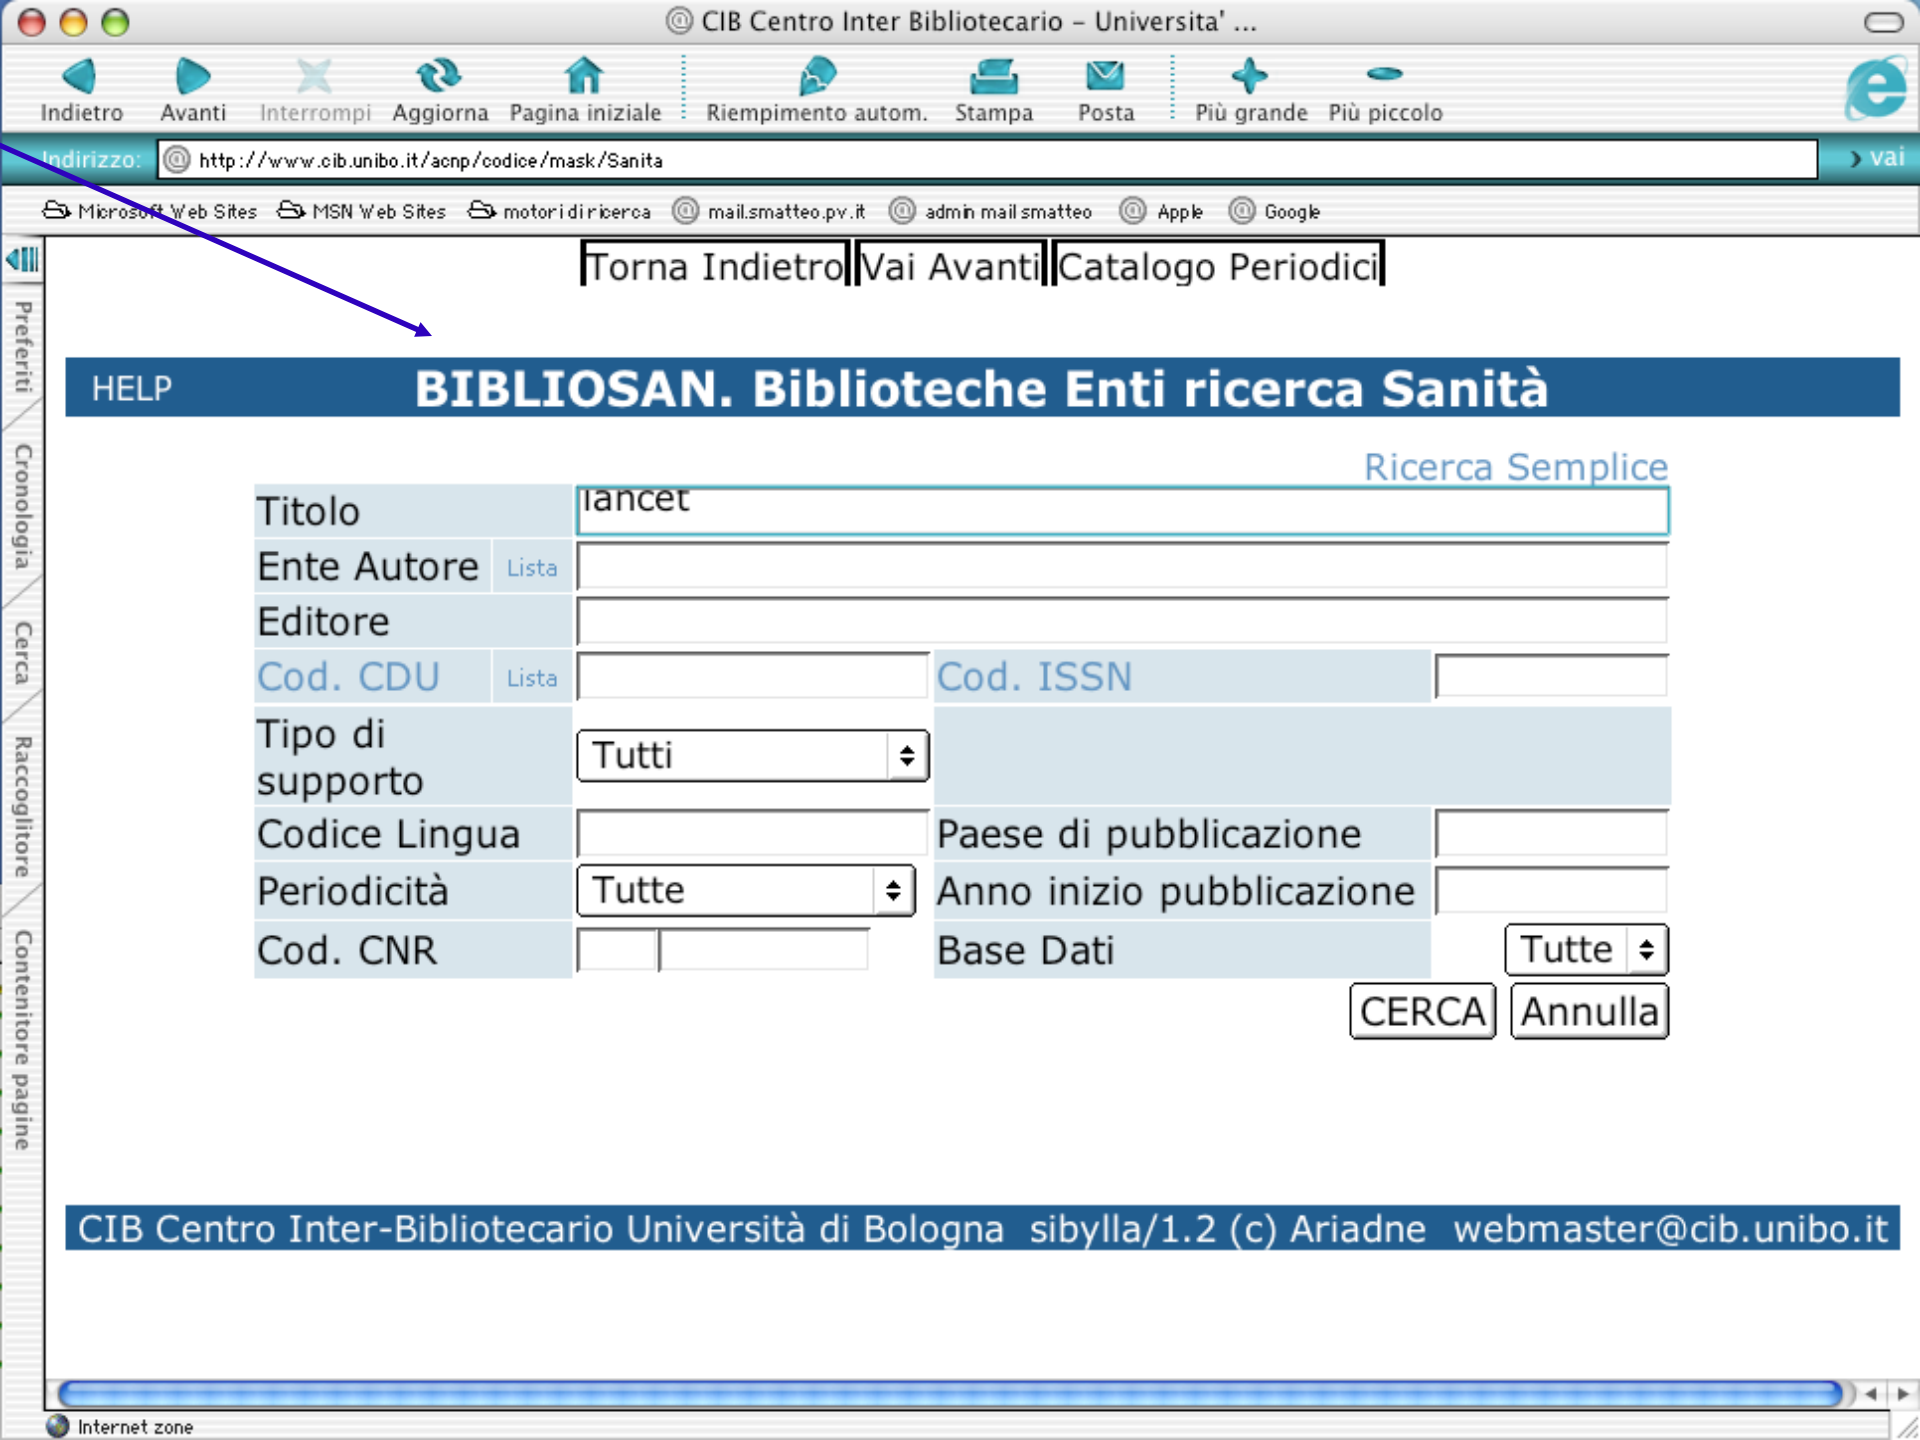 CIB Centro Inter Bibliotecario – Universita' ...
Indietro Avanti Interrompi Aggiorna Pagina iniziale Riempimento autom. Stampa Posta Più grande Più piccolo
Indirizzo: http://www.cib.unibo.it/acnp/codice/mask/Sanita vai
Microsoft Web Sites MSN Web Sites motori di ricerca mail.smatteo.pv.it admin mail smatteo Apple Google
Torna Indietro Vai Avanti Catalogo Periodici
Preferiti
Cronologia
Cerca
Raccoglitore
Contenitore pagine
HELP BIBLIOSAN. Biblioteche Enti ricerca Sanità
Ricerca Semplice
Titolo lancet
Ente Autore Lista
Editore
Cod. CDU Lista Cod. ISSN
Tipo di
supporto Tutti
Codice Lingua Paese di pubblicazione
Periodicità Tutte Anno inizio pubblicazione
Cod. CNR Base Dati Tutte
CERCA Annulla
CIB Centro Inter-Bibliotecario Università di Bologna sibylla/1.2 (c) Ariadne webmaster@cib.unibo.it
Internet zone